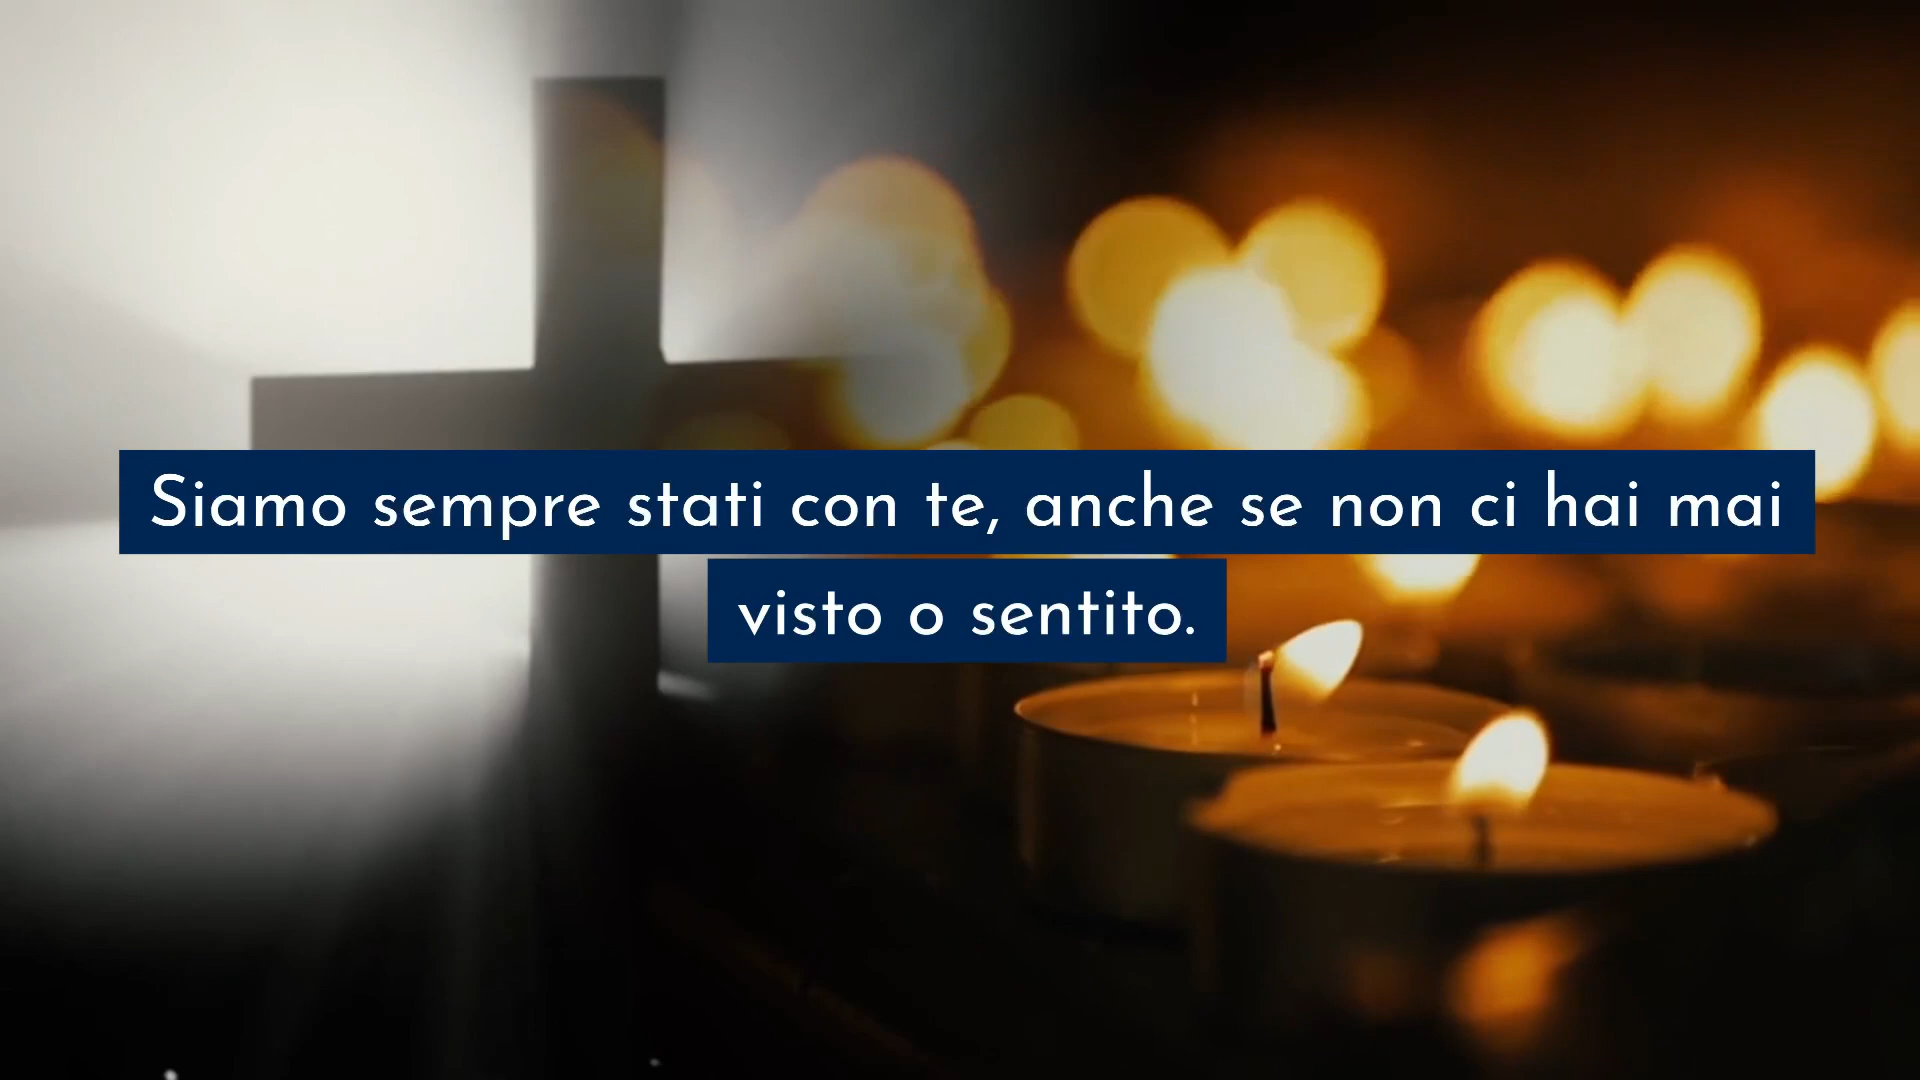 Siamo sempre stati con te, anche se non ci hai mai
visto o sentito.